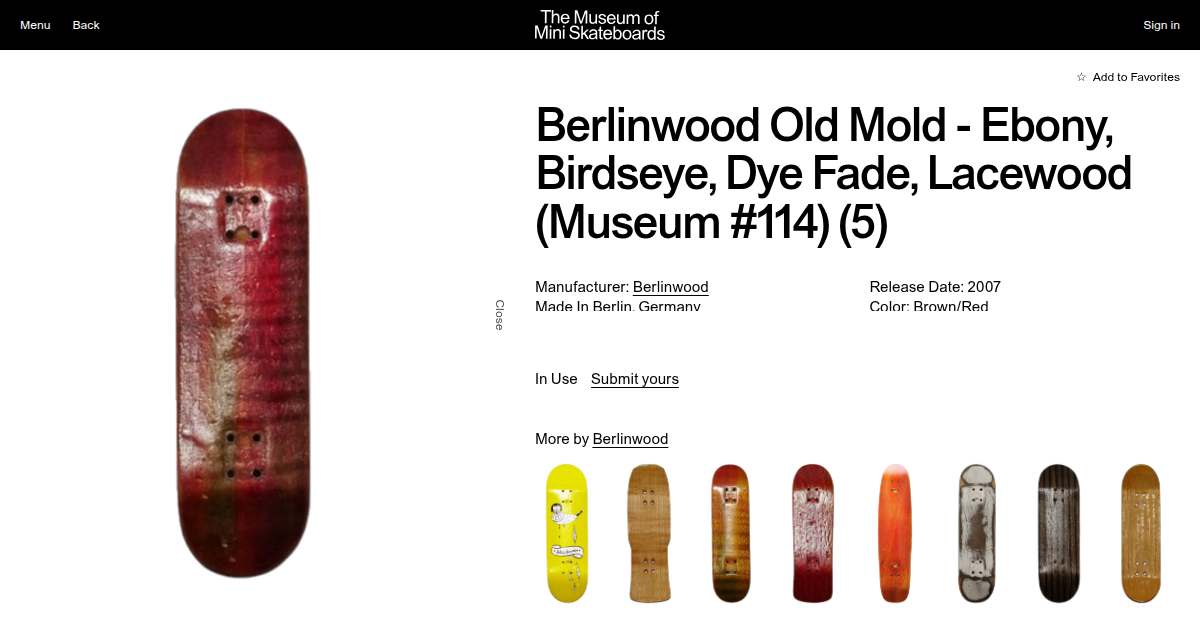 Menu
Back
The Museum of
Mini Skateboards
Sign in
☆ Add to Favorites
Berlinwood Old Mold - Ebony,
Birdseye, Dye Fade, Lacewood
(Museum #114) (5)
Manufacturer: Berlinwood
Made In Berlin, Germany
Release Date: 2007
Color: Brown/Red
Close
In Use
Submit yours
More by Berlinwood